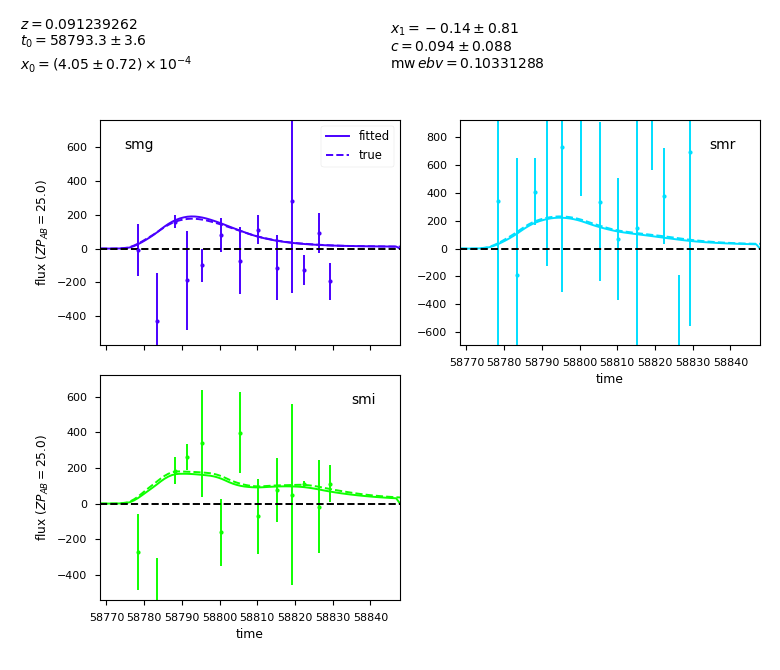 z = 0.091239262
t₀ = 58793.3 ± 3.6
x₀ = (4.05 ± 0.72) × 10⁻⁴
x₁ = −0.14 ± 0.81
c = 0.094 ± 0.088
mw ebv = 0.10331288
smg
fitted
true
600
400
200
0
−200
−400
flux (ZP_AB = 25.0)
smr
800
600
400
200
0
−200
−400
−600
58770 58780 58790 58800 58810 58820 58830 58840
time
smi
600
400
200
0
−200
−400
flux (ZP_AB = 25.0)
58770 58780 58790 58800 58810 58820 58830 58840
time